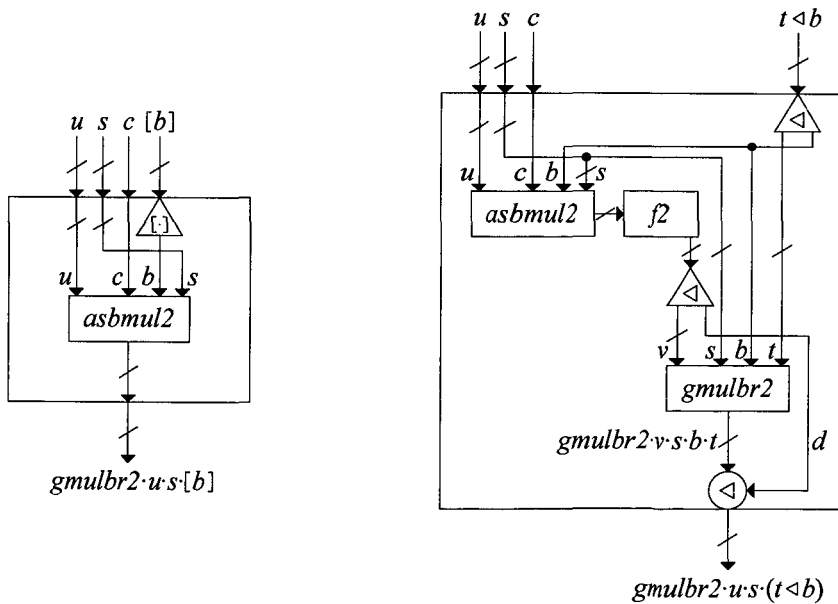 u s c [b]
[·]
u c b s
asbmul2
gmulbr2·u·s·[b]
u s c t⊲b
⊲
u c b s
asbmul2
f2
⊲
v s b t
gmulbr2
gmulbr2·v·s·b·t
d
⊲
gmulbr2·u·s·(t⊲b)